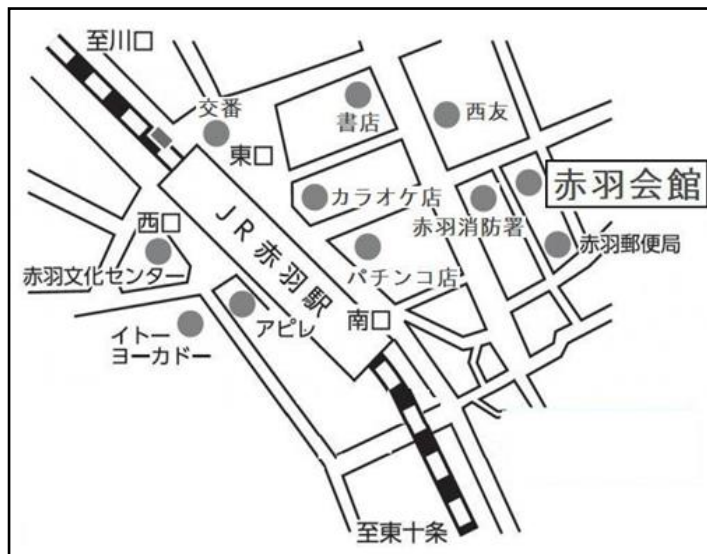 至川口
交番
書店
西友
東口
赤羽会館
カラオケ店
西口
赤羽消防署
JR赤羽駅
赤羽郵便局
赤羽文化センター
パチンコ店
アピレ
南口
イトー
ヨーカドー
至東十条